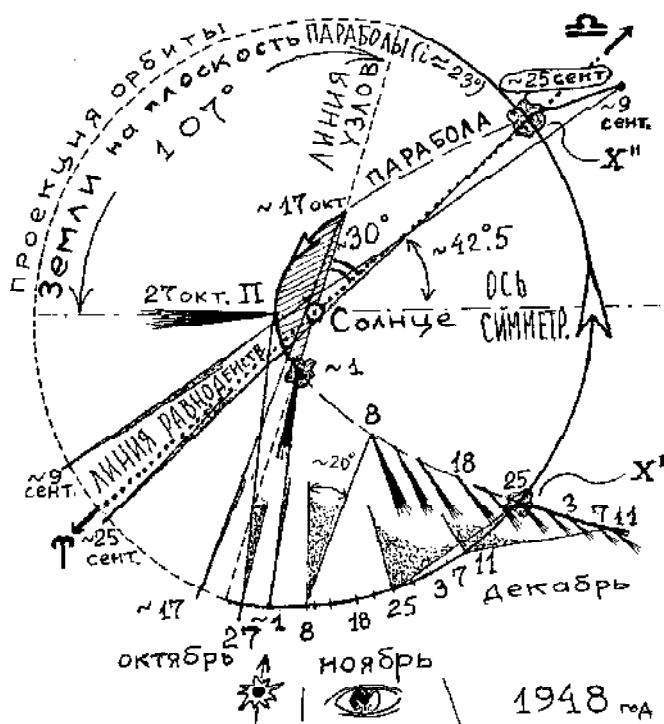 Проекция орбиты
Земли на плоскость ПАРАБОЛЫ (i≈23°)
107°
ЛИНИЯ
УЗЛОВ
ПАРАБОЛА
♎
~25 сент
~9
сент.
X"
~17 окт
~30°
~42°.5
27 окт. П
Солнце
ОСЬ
СИММЕТР.
ЛИНИЯ РАВНОДЕНСТВ.
~1
8
18
25
X'
3
7
11
~20°
~9
сент.
♈
~25
сент.
~17
27
~1
8
18
25
3
7
11
декабрь
октябрь
ноябрь
1948 год